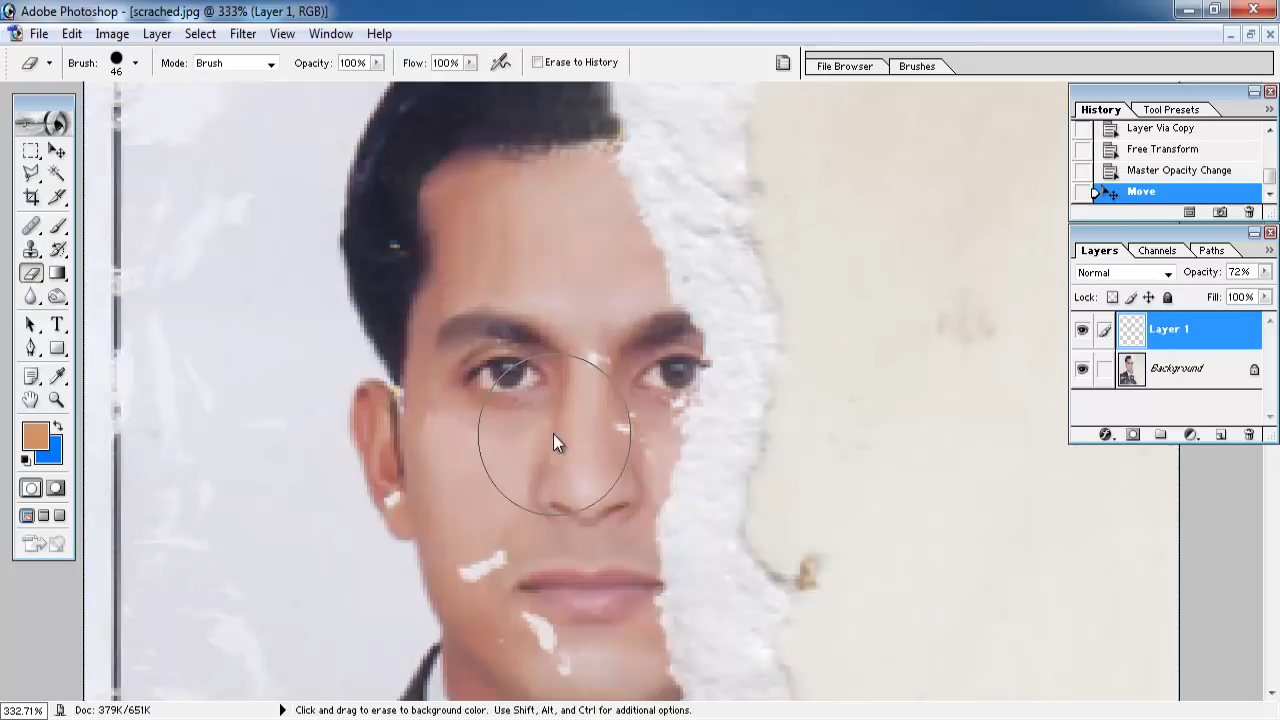 Adobe Photoshop - [scrached.jpg @ 333% (Layer 1, RGB)]
File Edit Image Layer Select Filter View Window Help
Brush: 46 Mode: Brush Opacity: 100% Flow: 100% Erase to History File Browser Brushes
History Tool Presets
Layer Via Copy
Free Transform
Master Opacity Change
Move
Layers Channels Paths
Normal Opacity: 72%
Lock: Fill: 100%
Layer 1
Background
332.71% Doc: 379K/651K Click and drag to erase to background color. Use Shift, Alt, and Ctrl for additional options.